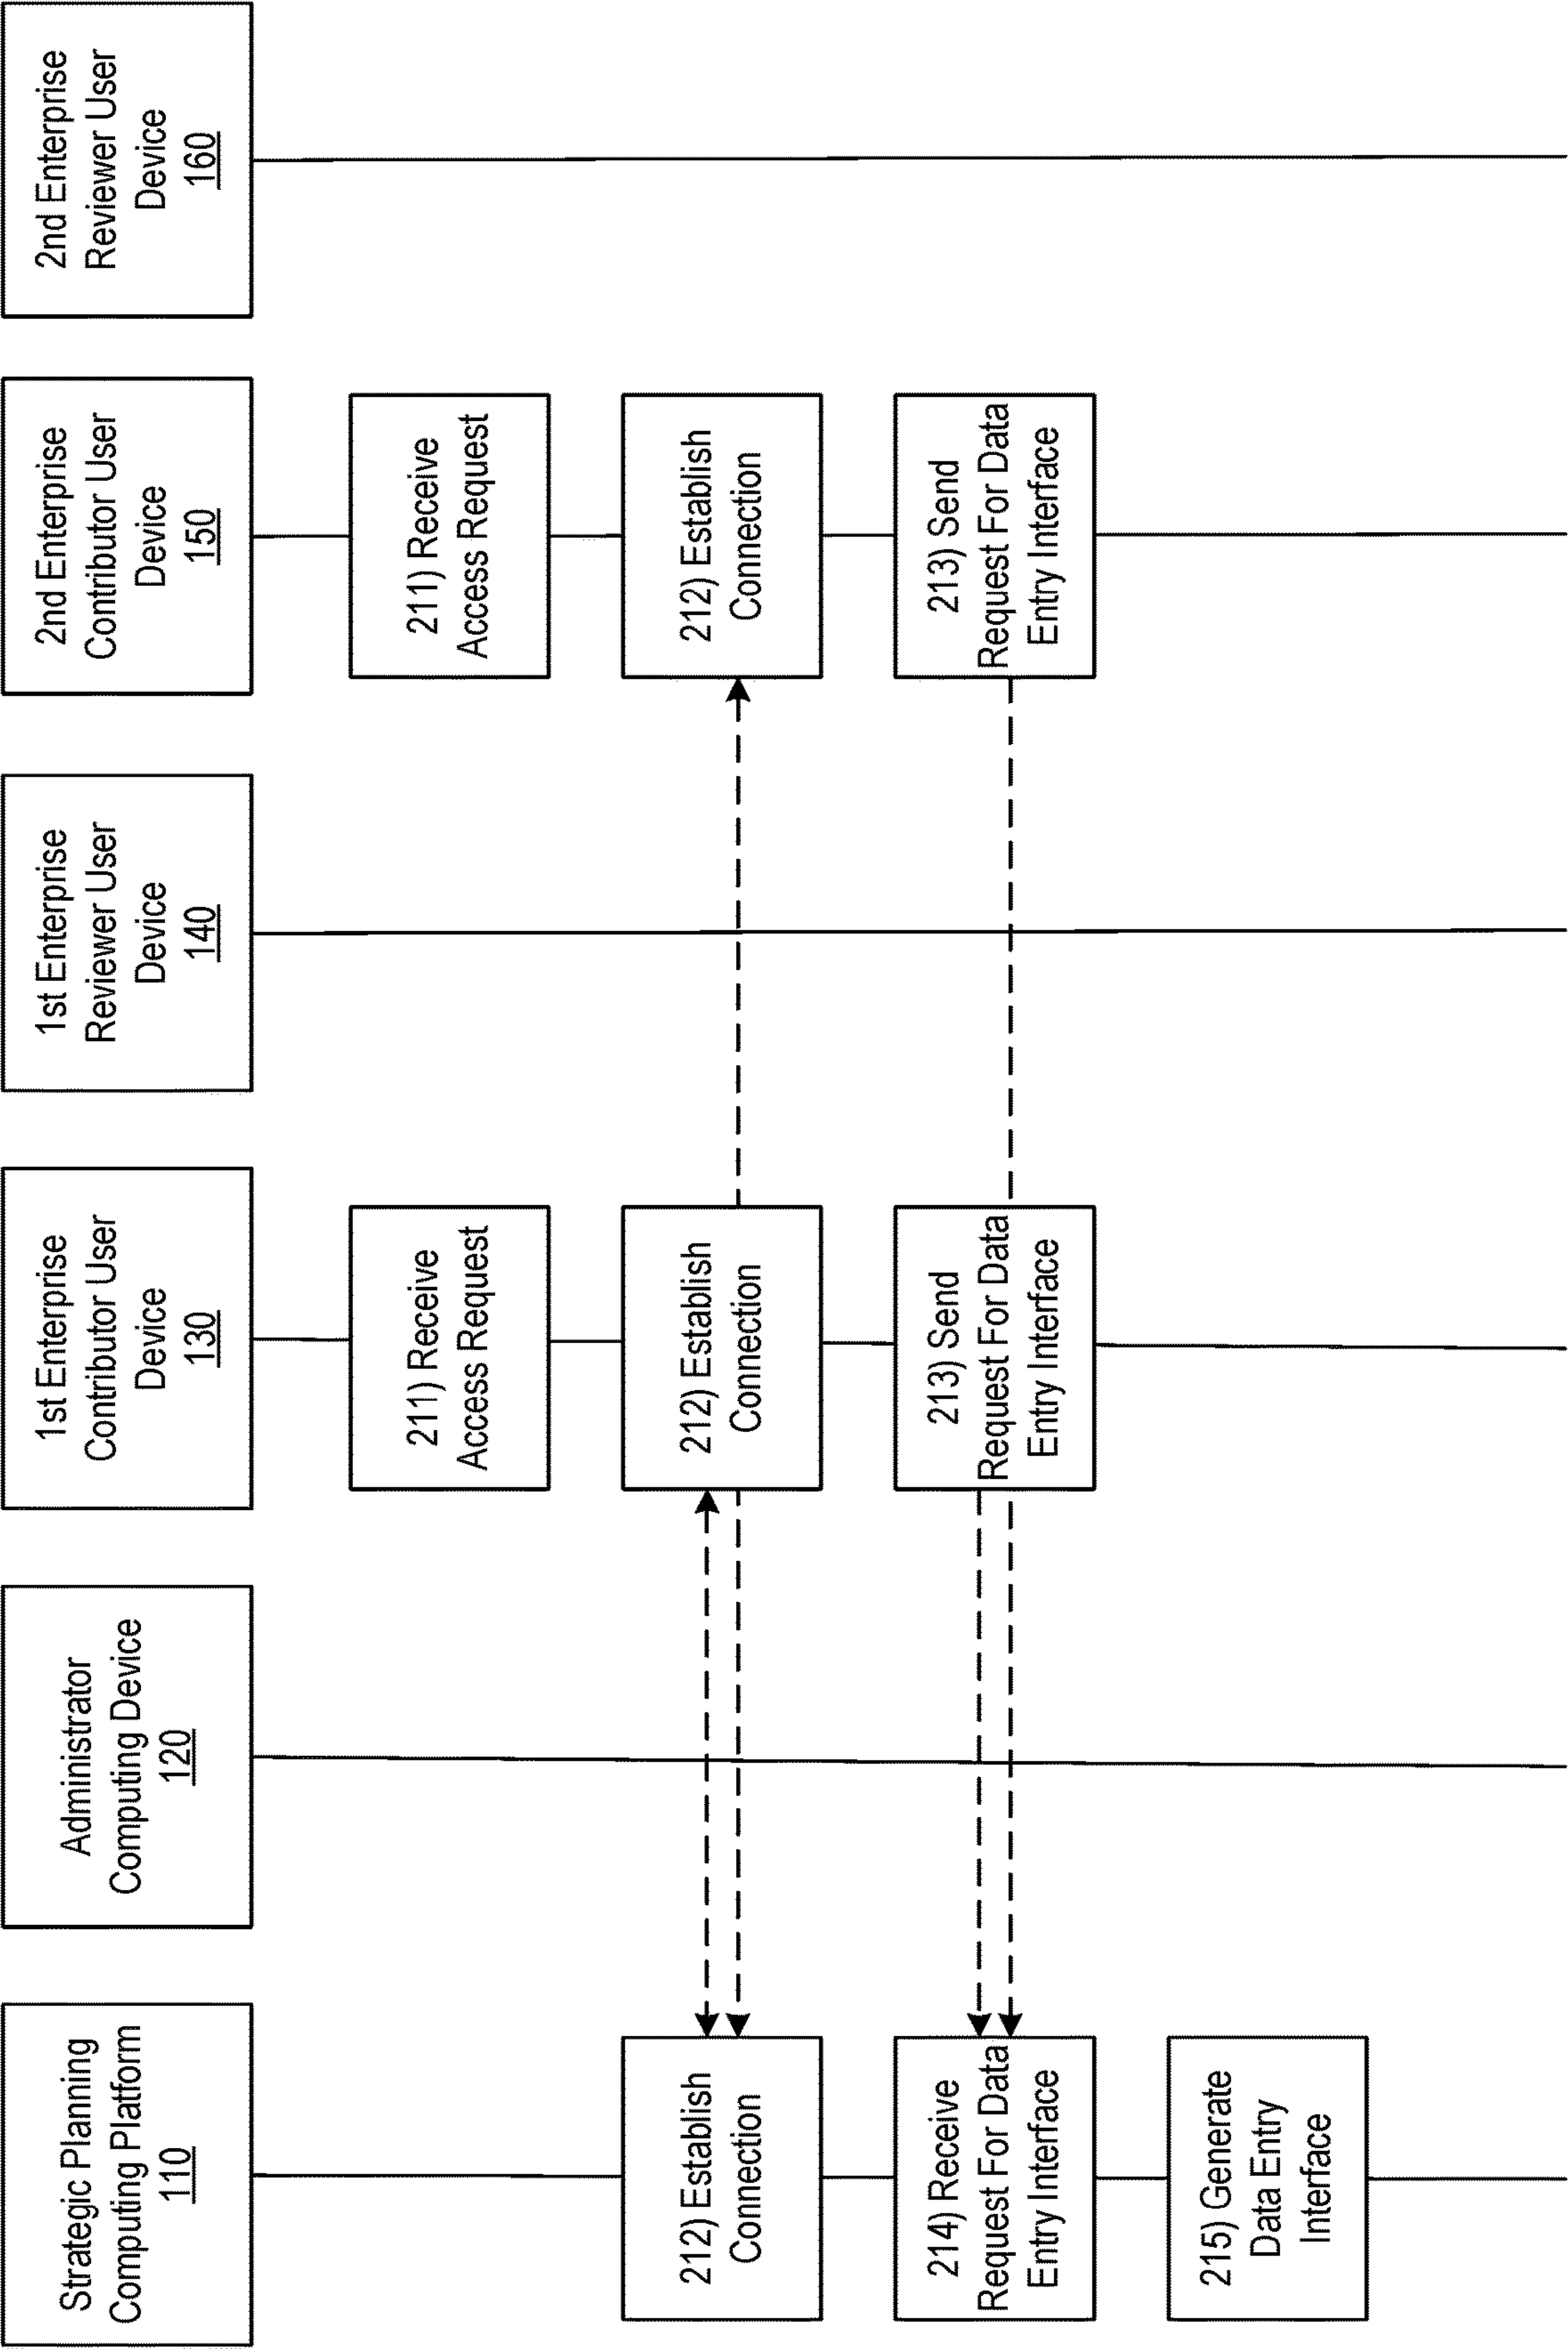 Strategic Planning
Computing Platform
110
Administrator
Computing Device
120
1st Enterprise
Contributor User
Device
130
1st Enterprise
Reviewer User
Device
140
2nd Enterprise
Contributor User
Device
150
2nd Enterprise
Reviewer User
Device
160
211) Receive
Access Request
211) Receive
Access Request
212) Establish
Connection
212) Establish
Connection
212) Establish
Connection
214) Receive
Request For Data
Entry Interface
213) Send
Request For Data
Entry Interface
213) Send
Request For Data
Entry Interface
215) Generate
Data Entry
Interface